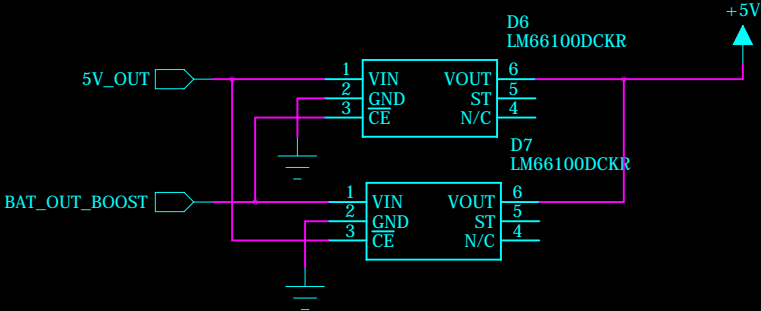 +5V
D6
LM66100DCKR
5V_OUT
1 VIN VOUT 6
2 GND ST 5
3 CE N/C 4
D7
LM66100DCKR
BAT_OUT_BOOST
1 VIN VOUT 6
2 GND ST 5
3 CE N/C 4